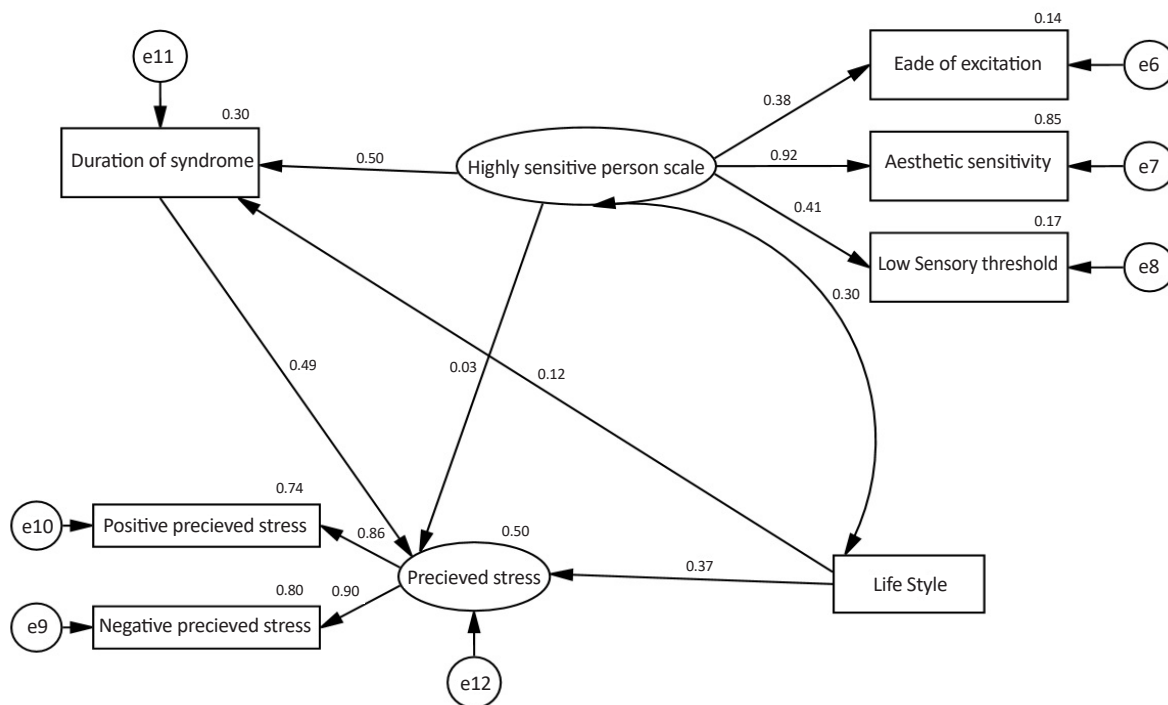 0.14
e11
Eade of excitation
e6
0.38
0.30
0.85
Duration of syndrome
0.50
Highly sensitive person scale
0.92
Aesthetic sensitivity
e7
0.41
0.17
Low Sensory threshold
e8
0.30
0.49
0.03
0.12
0.74
e10
Positive precieved stress
0.86
0.50
Precieved stress
0.37
Life Style
0.80
0.90
e9
Negative precieved stress
e12